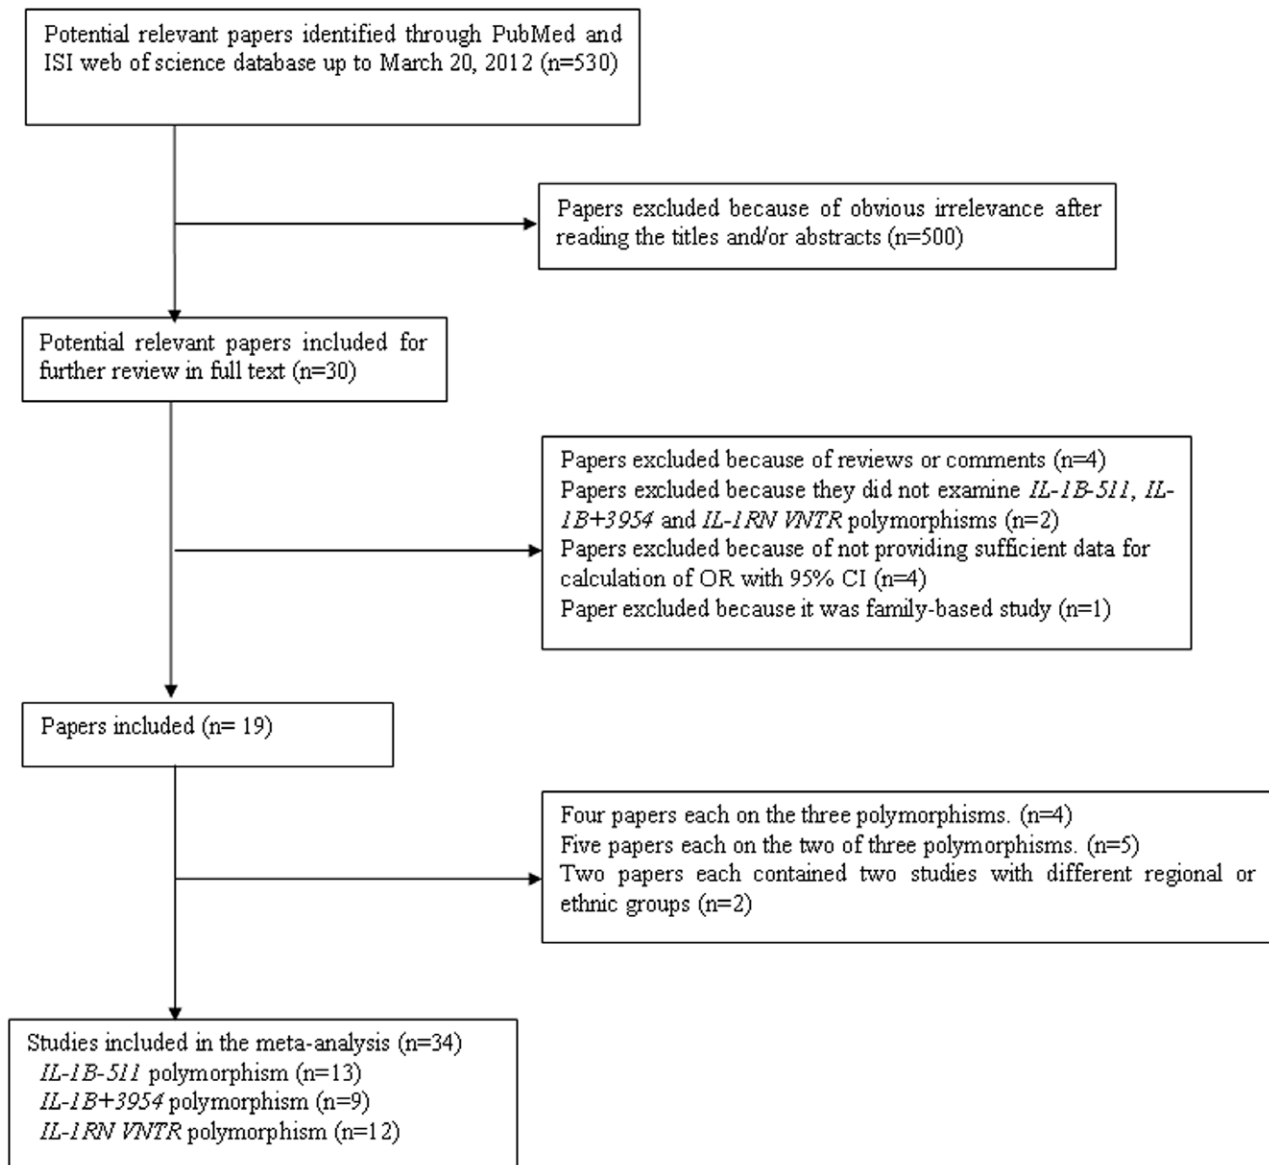 Potential relevant papers identified through PubMed and
ISI web of science database up to March 20, 2012 (n=530)
Papers excluded because of obvious irrelevance after
reading the titles and/or abstracts (n=500)
Potential relevant papers included for
further review in full text (n=30)
Papers excluded because of reviews or comments (n=4)
Papers excluded because they did not examine IL-1B-511, IL-
1B+3954 and IL-1RN VNTR polymorphisms (n=2)
Papers excluded because of not providing sufficient data for
calculation of OR with 95% CI (n=4)
Paper excluded because it was family-based study (n=1)
Papers included (n= 19)
Four papers each on the three polymorphisms. (n=4)
Five papers each on the two of three polymorphisms. (n=5)
Two papers each contained two studies with different regional or
ethnic groups (n=2)
Studies included in the meta-analysis (n=34)
IL-1B-511 polymorphism (n=13)
IL-1B+3954 polymorphism (n=9)
IL-1RN VNTR polymorphism (n=12)